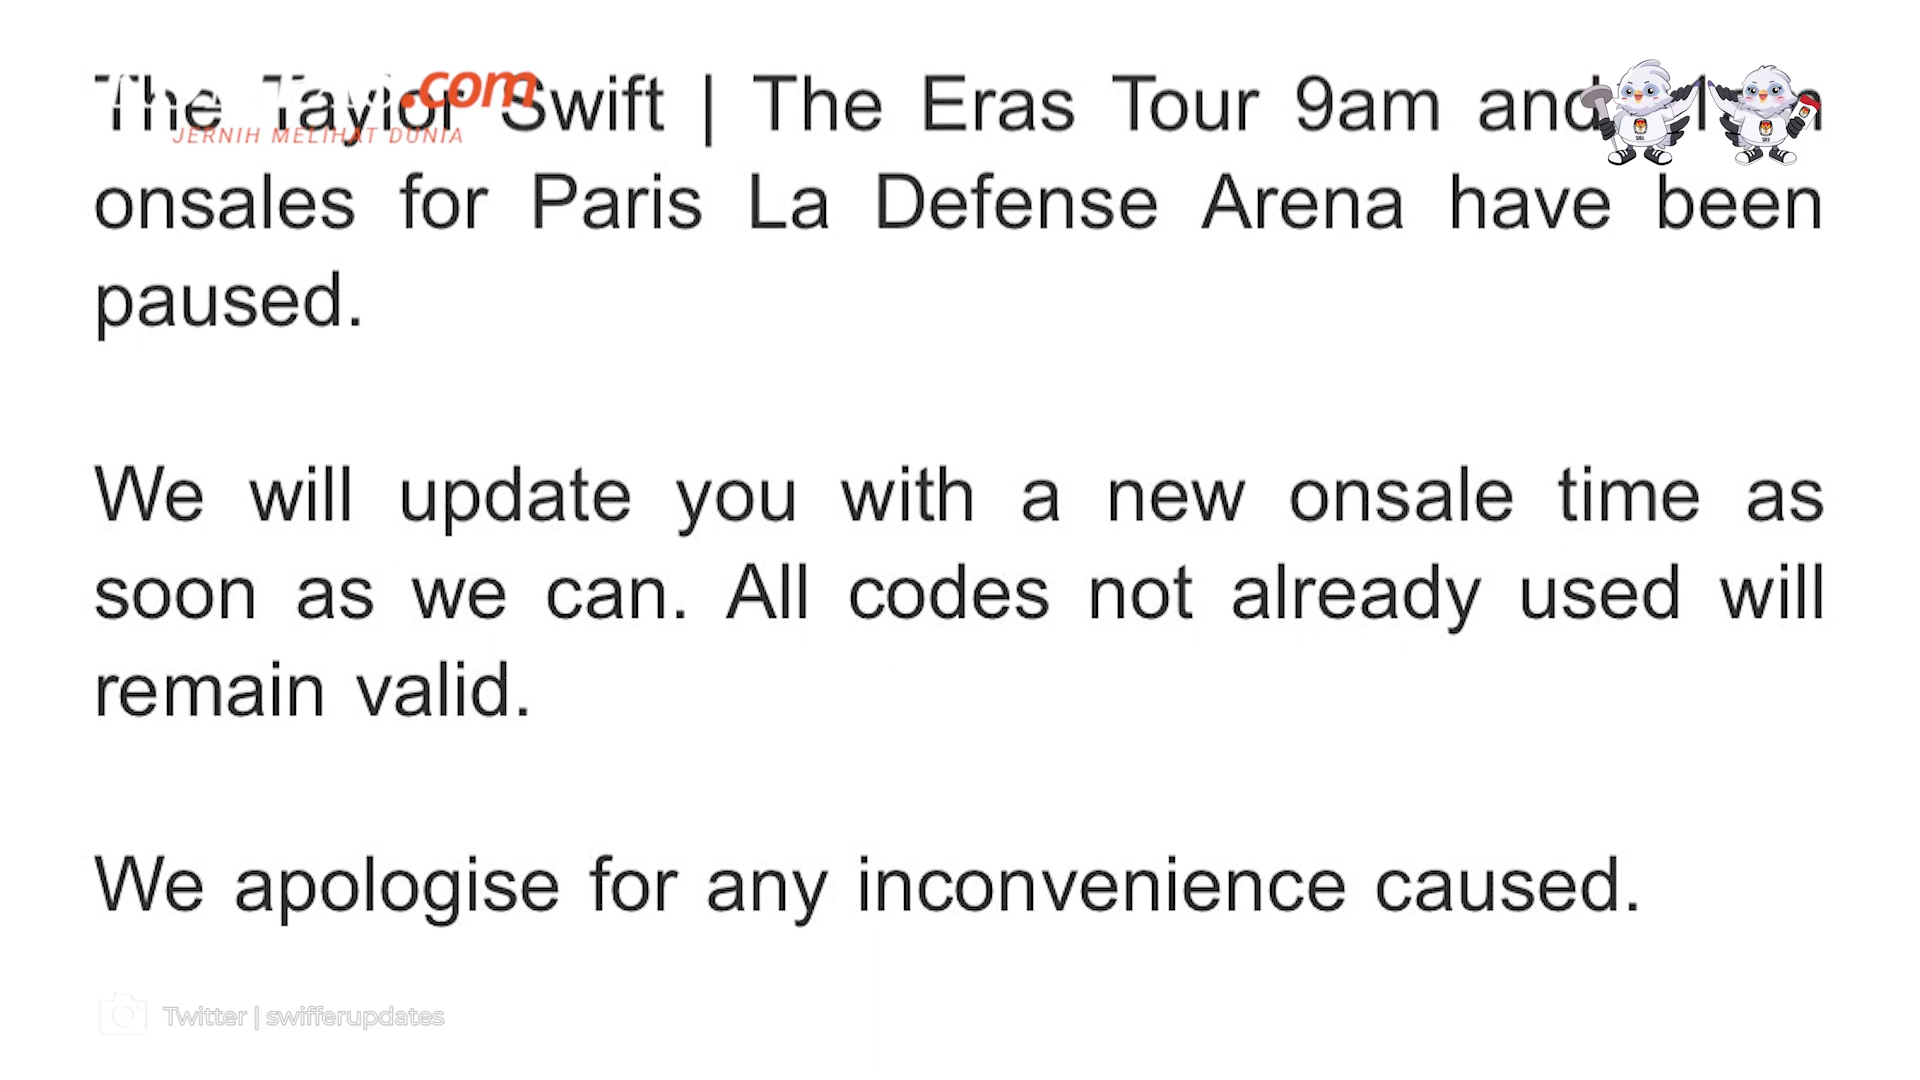 The Taylor Swift | The Eras Tour 9am and
.com
JERNIH MELIHAT DUNIA
onsales for Paris La Defense Arena have been
paused.
We will update you with a new onsale time as
soon as we can. All codes not already used will
remain valid.
We apologise for any inconvenience caused.
Twitter | swifferupdates